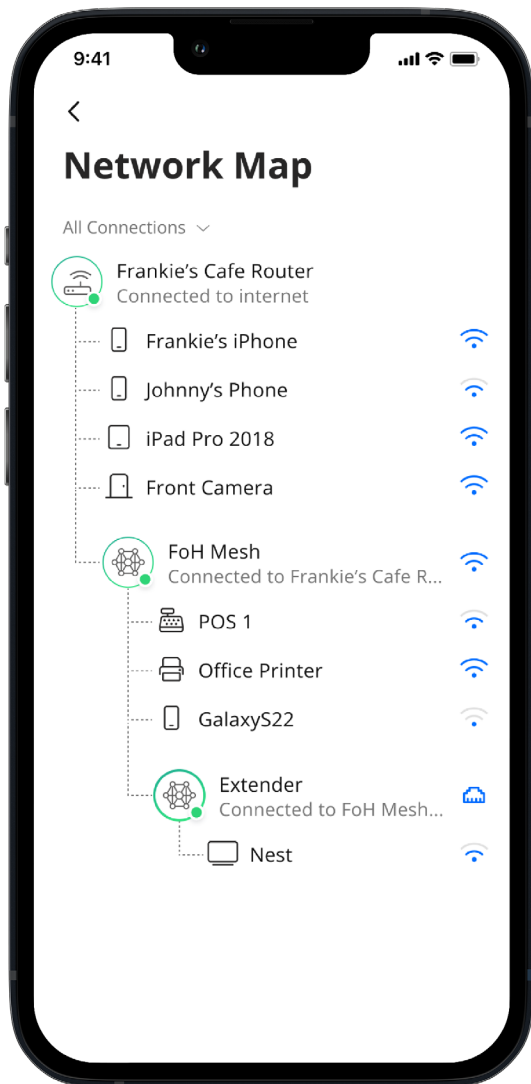 9:41
Network Map
All Connections
Frankie’s Cafe Router
Connected to internet
Frankie’s iPhone
Johnny’s Phone
iPad Pro 2018
Front Camera
FoH Mesh
Connected to Frankie’s Cafe R...
POS 1
Office Printer
GalaxyS22
Extender
Connected to FoH Mesh...
Nest